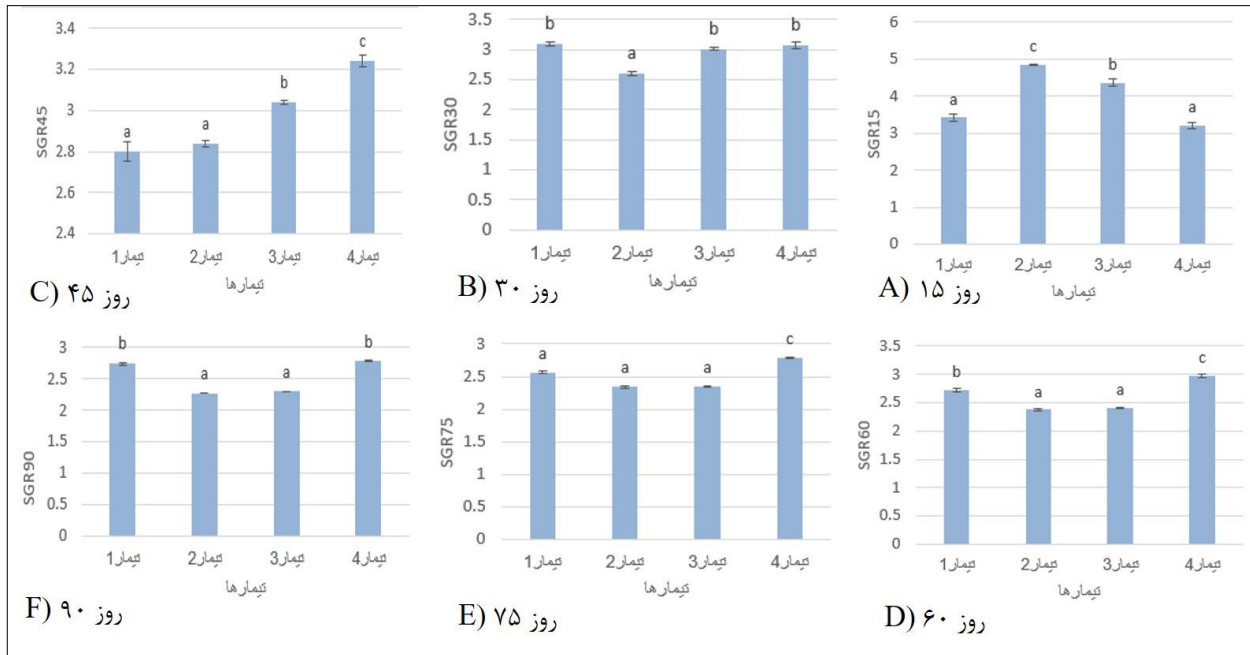 SGR15
6
5
4
3
2
1
0
a
c
b
a
تیمار1 تیمار2 تیمار3 تیمار4
تیمارها
A) روز ۱۵
SGR30
3.5
3
2.5
2
1.5
1
0.5
0
b
a
b
b
تیمار1 تیمار2 تیمار3 تیمار4
تیمارها
B) روز ۳۰
SGR45
3.4
3.2
3
2.8
2.6
2.4
a
a
b
c
تیمار1 تیمار2 تیمار3 تیمار4
تیمارها
C) روز ۴۵
SGR60
3.5
3
2.5
2
1.5
1
0.5
0
b
a
a
c
تیمار1 تیمار2 تیمار3 تیمار4
تیمارها
D) روز ۶۰
SGR75
3
2.5
2
1.5
1
0.5
0
a
a
a
c
تیمار1 تیمار2 تیمار3 تیمار4
تیمارها
E) روز ۷۵
SGR90
3
2.5
2
1.5
1
0.5
0
b
a
a
b
تیمار1 تیمار2 تیمار3 تیمار4
تیمارها
F) روز ۹۰